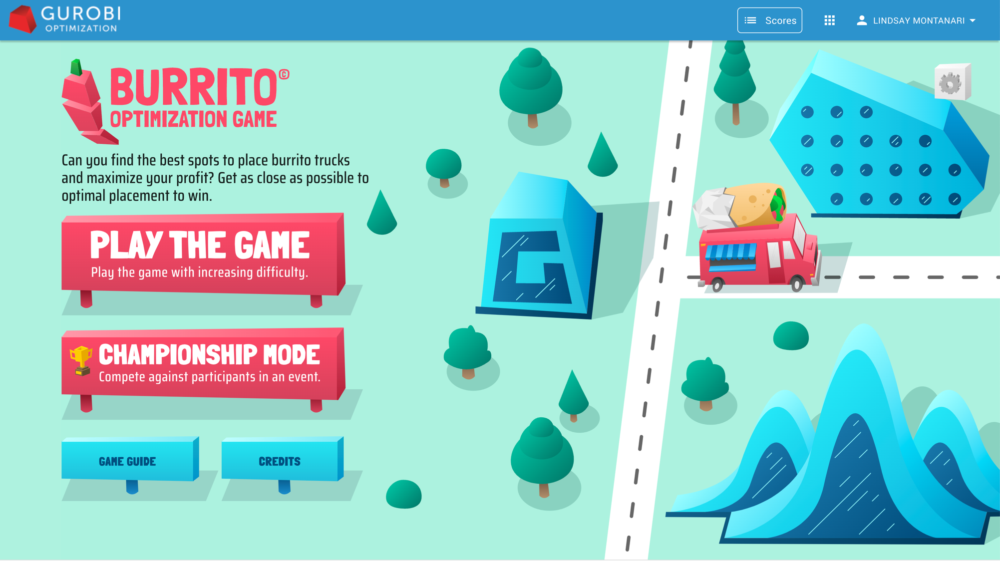 GUROBI
OPTIMIZATION
Scores
LINDSAY MONTANARI
BURRITO©
OPTIMIZATION GAME
Can you find the best spots to place burrito trucks
and maximize your profit? Get as close as possible to
optimal placement to win.
PLAY THE GAME
Play the game with increasing difficulty.
CHAMPIONSHIP MODE
Compete against participants in an event.
GAME GUIDE
CREDITS
G